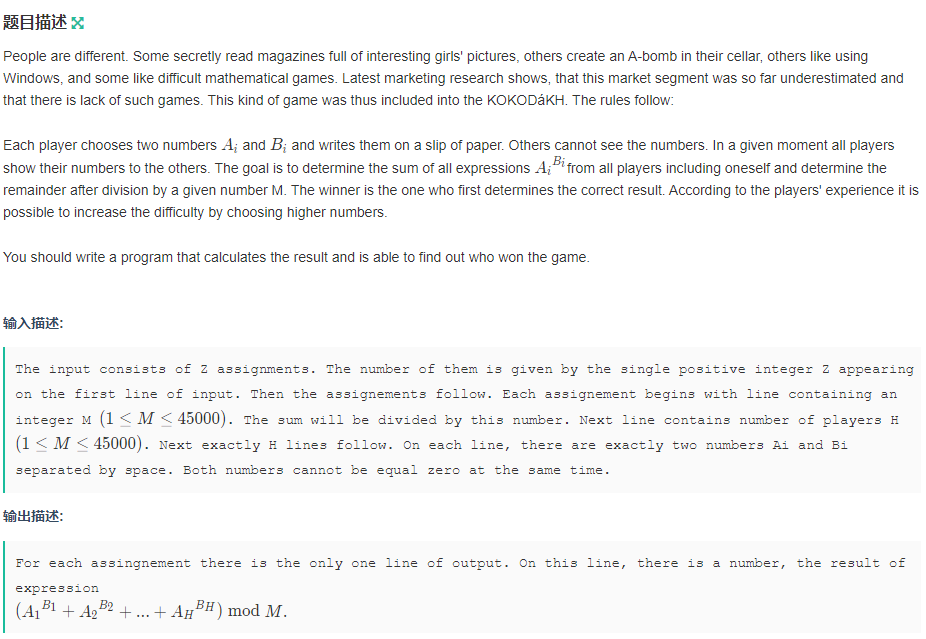 题目描述
People are different. Some secretly read magazines full of interesting girls' pictures, others create an A-bomb in their cellar, others like using
Windows, and some like difficult mathematical games. Latest marketing research shows, that this market segment was so far underestimated and
that there is lack of such games. This kind of game was thus included into the KOKODáKH. The rules follow:
Each player chooses two numbers Aᵢ and Bᵢ and writes them on a slip of paper. Others cannot see the numbers. In a given moment all players
show their numbers to the others. The goal is to determine the sum of all expressions Aᵢ^Bᵢ from all players including oneself and determine the
remainder after division by a given number M. The winner is the one who first determines the correct result. According to the players' experience it is
possible to increase the difficulty by choosing higher numbers.
You should write a program that calculates the result and is able to find out who won the game.
输入描述:
The input consists of Z assignments. The number of them is given by the single positive integer Z appearing
on the first line of input. Then the assignements follow. Each assignement begins with line containing an
integer M (1 ≤ M ≤ 45000). The sum will be divided by this number. Next line contains number of players H
(1 ≤ M ≤ 45000). Next exactly H lines follow. On each line, there are exactly two numbers Ai and Bi
separated by space. Both numbers cannot be equal zero at the same time.
输出描述:
For each assingnement there is the only one line of output. On this line, there is a number, the result of
expression
(A₁^B1 + A₂^B2 + ... + A_H^BH) mod M.